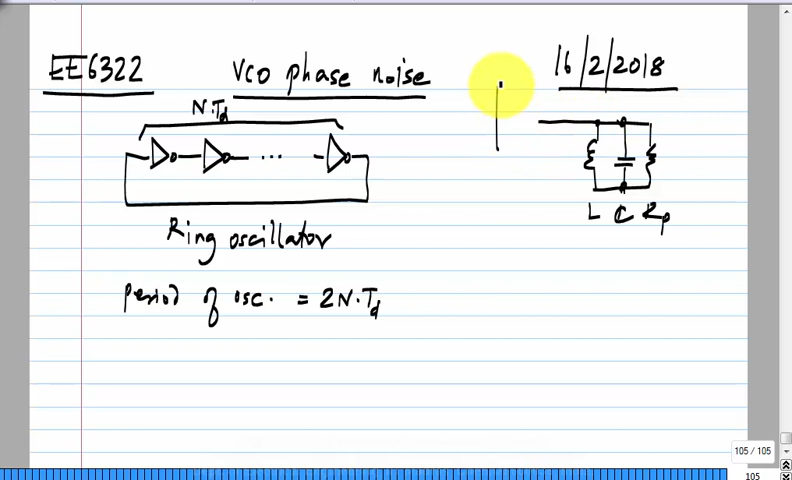 EE6322 VCO phase noise 16/2/2018
N.Td
...
L C Rp
Ring oscillator
Period of osc. = 2N.Td
105 / 105
105